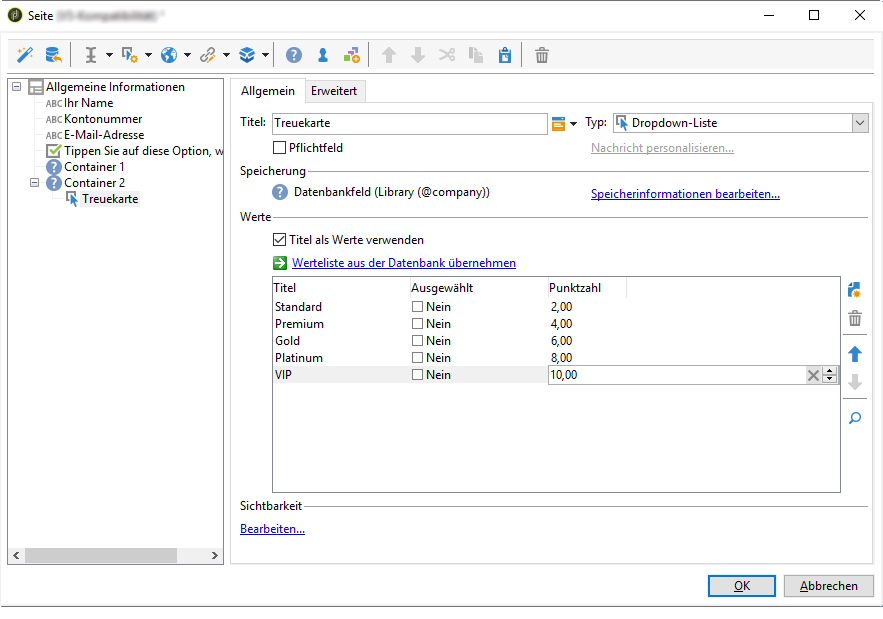 Seite
Allgemeine Informationen
ABC Ihr Name
ABC Kontonummer
ABC E-Mail-Adresse
Tippen Sie auf diese Option, w
Container 1
Container 2
Treuekarte
Allgemein Erweitert
Titel: Treuekarte Typ: Dropdown-Liste
Pflichtfeld Nachricht personalisieren...
Speicherung
Datenbankfeld (Library (@company)) Speicherinformationen bearbeiten...
Werte
Titel als Werte verwenden
Werteliste aus der Datenbank übernehmen
Titel Ausgewählt Punktzahl
Standard Nein 2,00
Premium Nein 4,00
Gold Nein 6,00
Platinum Nein 8,00
VIP Nein 10,00
Sichtbarkeit
Bearbeiten...
OK Abbrechen